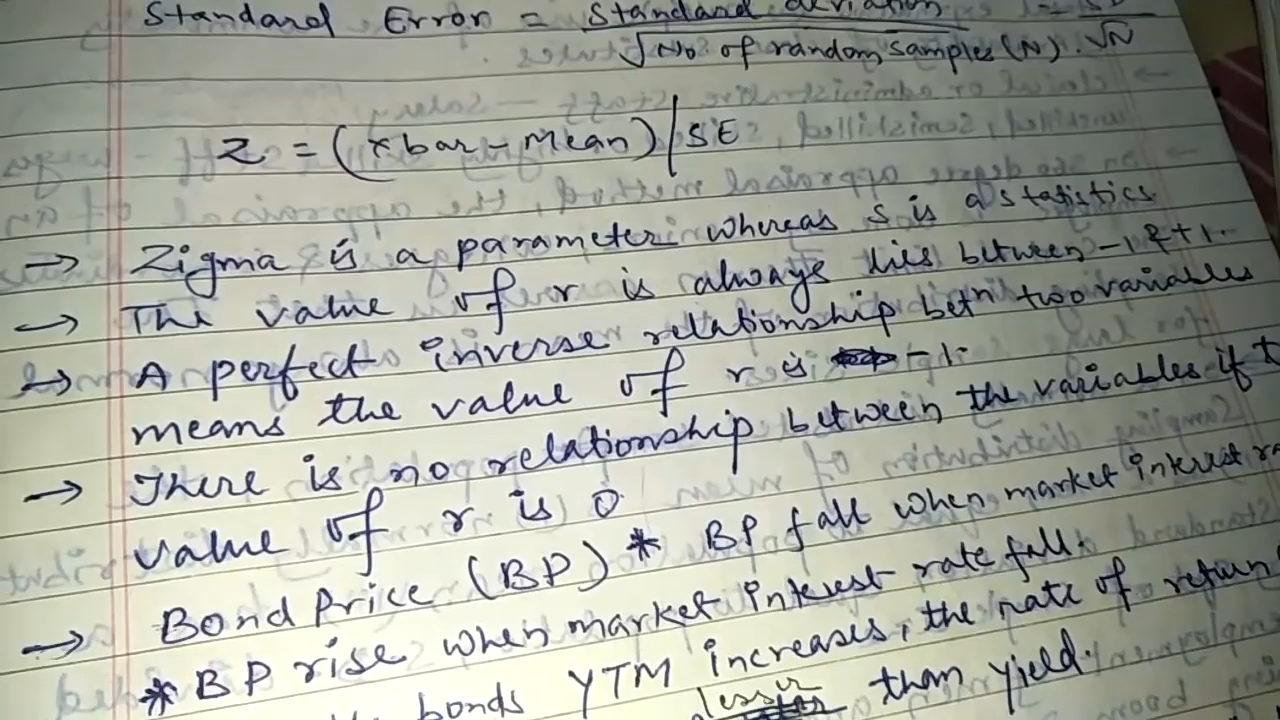 Standard Error = Standard deviation =
√No of random samples (N). √N
Z = (x bar - Mean) / SE
→ Zigma is a parameter whereas S is a statistics
→ The value of r is always lies between -1 & +1.
→ A perfect inverse relationship betn two variables
means the value of r is -1.
→ There is no relationship between the variables if
value of r is 0
→ Bond Price (BP) * BP fall when market interest
* BP rise when market interest rate fall.
bonds YTM increases, the rate of return
lesser than yield.